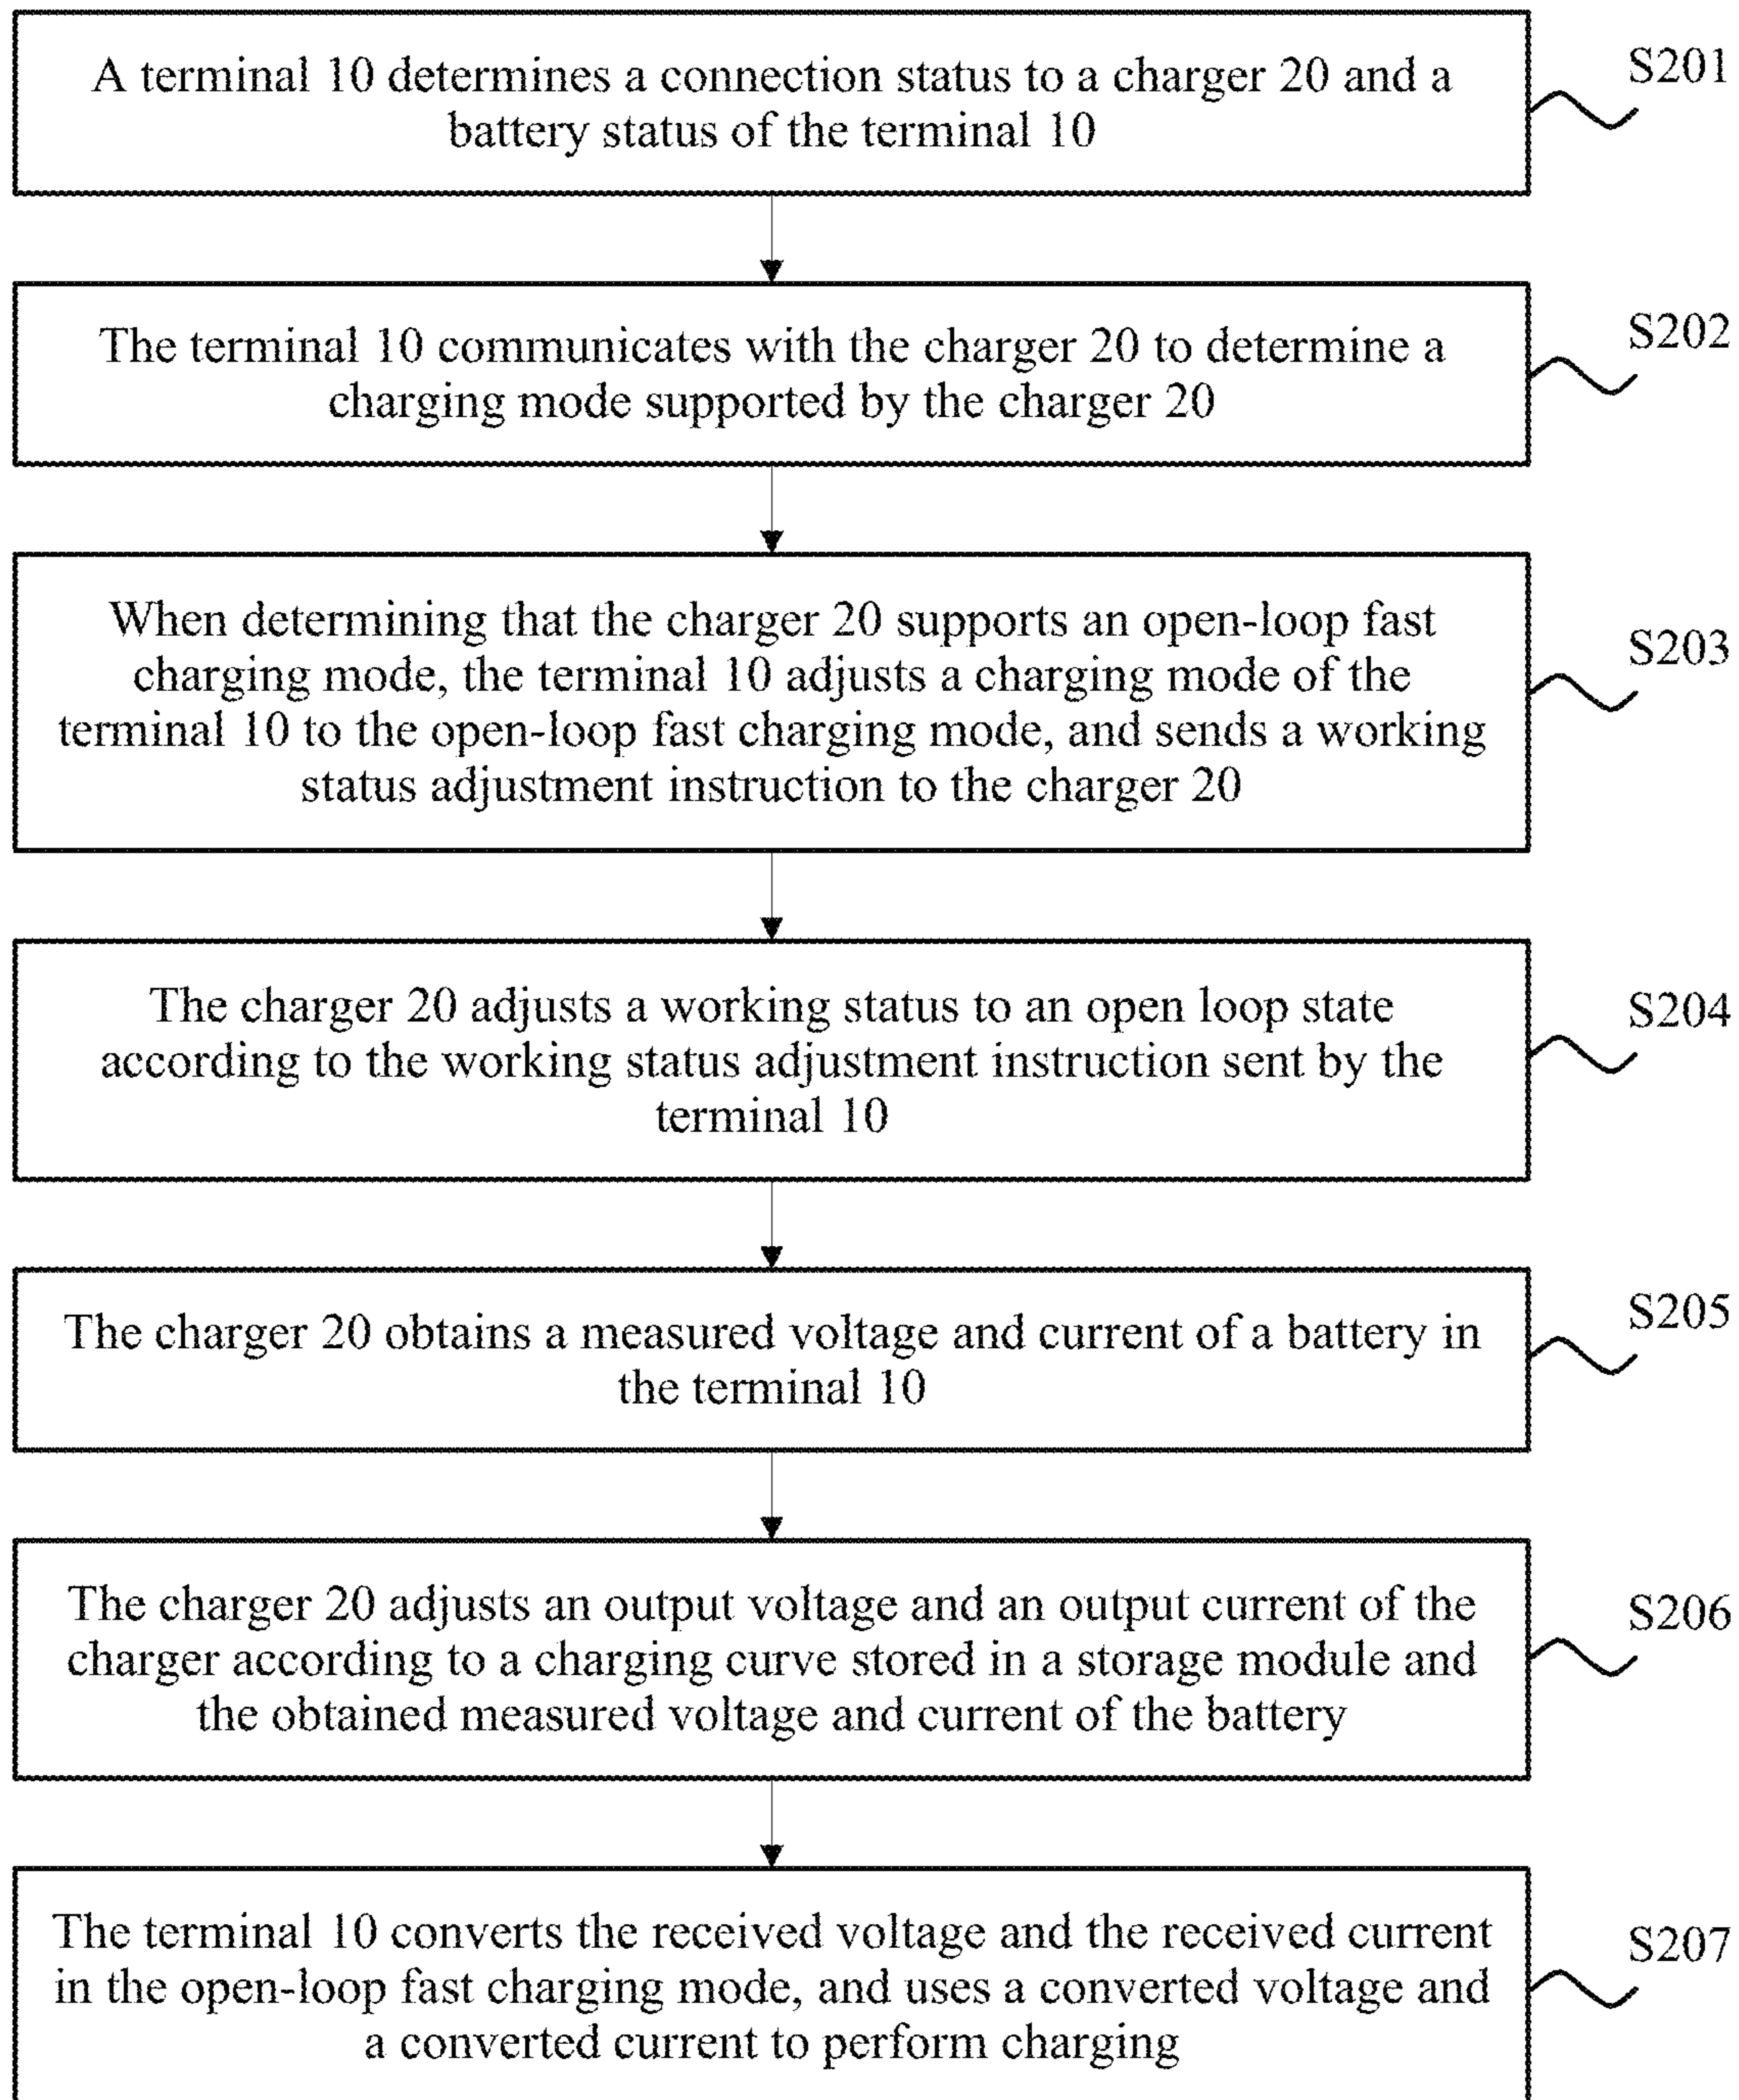 A terminal 10 determines a connection status to a charger 20 and a
battery status of the terminal 10
S201
The terminal 10 communicates with the charger 20 to determine a
charging mode supported by the charger 20
S202
When determining that the charger 20 supports an open-loop fast
charging mode, the terminal 10 adjusts a charging mode of the
terminal 10 to the open-loop fast charging mode, and sends a working
status adjustment instruction to the charger 20
S203
The charger 20 adjusts a working status to an open loop state
according to the working status adjustment instruction sent by the
terminal 10
S204
The charger 20 obtains a measured voltage and current of a battery in
the terminal 10
S205
The charger 20 adjusts an output voltage and an output current of the
charger according to a charging curve stored in a storage module and
the obtained measured voltage and current of the battery
S206
The terminal 10 converts the received voltage and the received current
in the open-loop fast charging mode, and uses a converted voltage and
a converted current to perform charging
S207